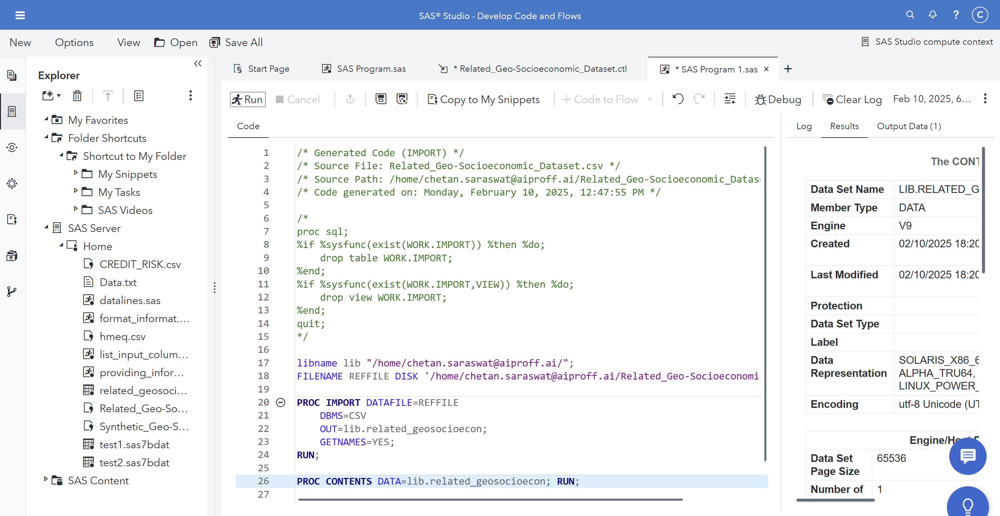 SAS® Studio - Develop Code and Flows
C
New Options View Open Save All SAS Studio compute context
Explorer
My Favorites
Folder Shortcuts
Shortcut to My Folder
My Snippets
My Tasks
SAS Videos
SAS Server
Home
CREDIT_RISK.csv
Data.txt
datalines.sas
format_informat....
hmeq.csv
list_input_colum...
providing_infor...
related_geosoci...
Related_Geo-So...
Synthetic_Geo-S...
test1.sas7bdat
test2.sas7bdat
SAS Content
Start Page SAS Program.sas * Related_Geo-Socioeconomic_Dataset.ctl * SAS Program 1.sas
Run Cancel Copy to My Snippets Code to Flow Debug Clear Log Feb 10, 2025, 6...
Code
1 /* Generated Code (IMPORT) */
2 /* Source File: Related_Geo-Socioeconomic_Dataset.csv */
3 /* Source Path: /home/chetan.saraswat@aiproff.ai/Related_Geo-Socioeconomic_Datas
4 /* Code generated on: Monday, February 10, 2025, 12:47:55 PM */
5
6 /*
7 proc sql;
8 %if %sysfunc(exist(WORK.IMPORT)) %then %do;
9 drop table WORK.IMPORT;
10 %end;
11 %if %sysfunc(exist(WORK.IMPORT,VIEW)) %then %do;
12 drop view WORK.IMPORT;
13 %end;
14 quit;
15 */
16
17 libname lib "/home/chetan.saraswat@aiproff.ai/";
18 FILENAME REFFILE DISK '/home/chetan.saraswat@aiproff.ai/Related_Geo-Socioeconomi
19
20 PROC IMPORT DATAFILE=REFFILE
21 DBMS=CSV
22 OUT=lib.related_geosocioecon;
23 GETNAMES=YES;
24 RUN;
25
26 PROC CONTENTS DATA=lib.related_geosocioecon; RUN;
27
Log Results Output Data (1)
The CONT
Data Set Name LIB.RELATED_G
Member Type DATA
Engine V9
Created 02/10/2025 18:20
Last Modified 02/10/2025 18:20
Protection
Data Set Type
Label
Data SOLARIS_X86_6
Representation ALPHA_TRU64,
LINUX_POWER_
Encoding utf-8 Unicode (UT
Data Set 65536
Page Size
Number of 1